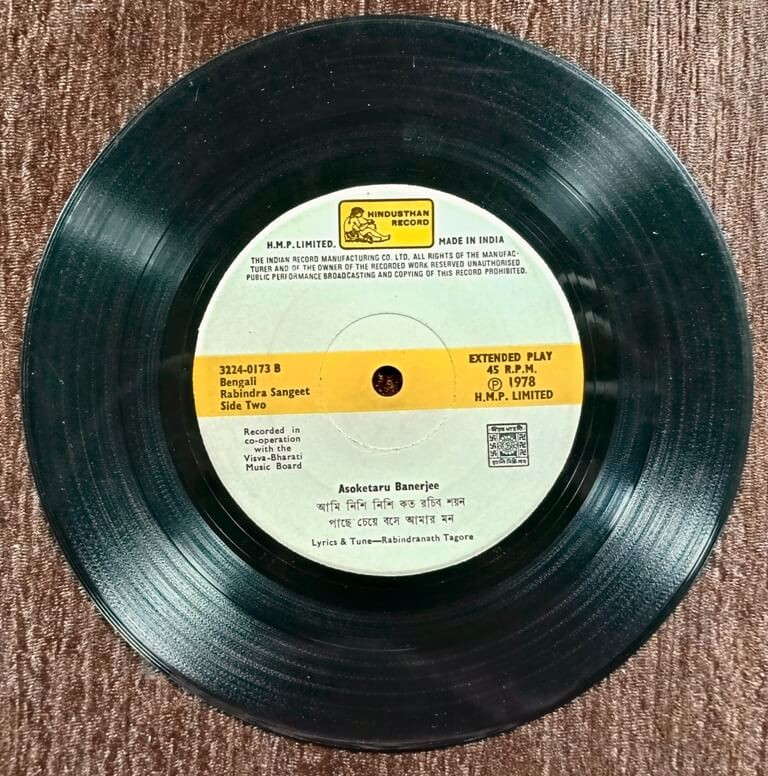 HINDUSTHAN
RECORD
H.M.P. LIMITED.
MADE IN INDIA
THE INDIAN RECORD MANUFACTURING CO. LTD. ALL RIGHTS OF THE MANUFAC-
TURER AND OF THE OWNER OF THE RECORDED WORK RESERVED UNAUTHORISED
PUBLIC PERFORMANCE BROADCASTING AND COPYING OF THIS RECORD PROHIBITED.
3224-0173 B
Bengali
Rabindra Sangeet
Side Two
EXTENDED PLAY
45 R.P.M.
Ⓟ 1978
H.M.P. LIMITED
Recorded in
co-operation
with the
Visva-Bharati
Music Board
Asoketaru Banerjee
আমি নিশি নিশি কত রচিব শয়ন
পাছে চেয়ে বসে আমার মন
Lyrics & Tune—Rabindranath Tagore